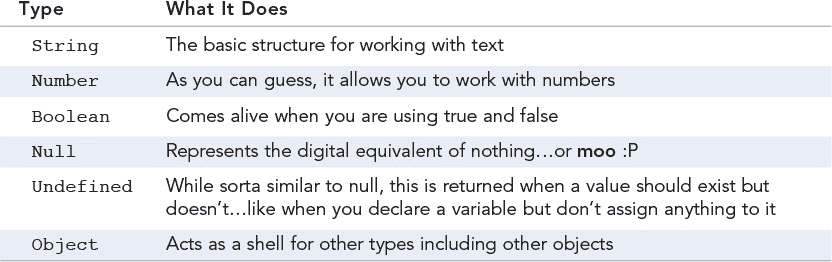 Type What It Does
String The basic structure for working with text
Number As you can guess, it allows you to work with numbers
Boolean Comes alive when you are using true and false
Null Represents the digital equivalent of nothing…or moo :P
Undefined While sorta similar to null, this is returned when a value should exist but
doesn’t…like when you declare a variable but don’t assign anything to it
Object Acts as a shell for other types including other objects